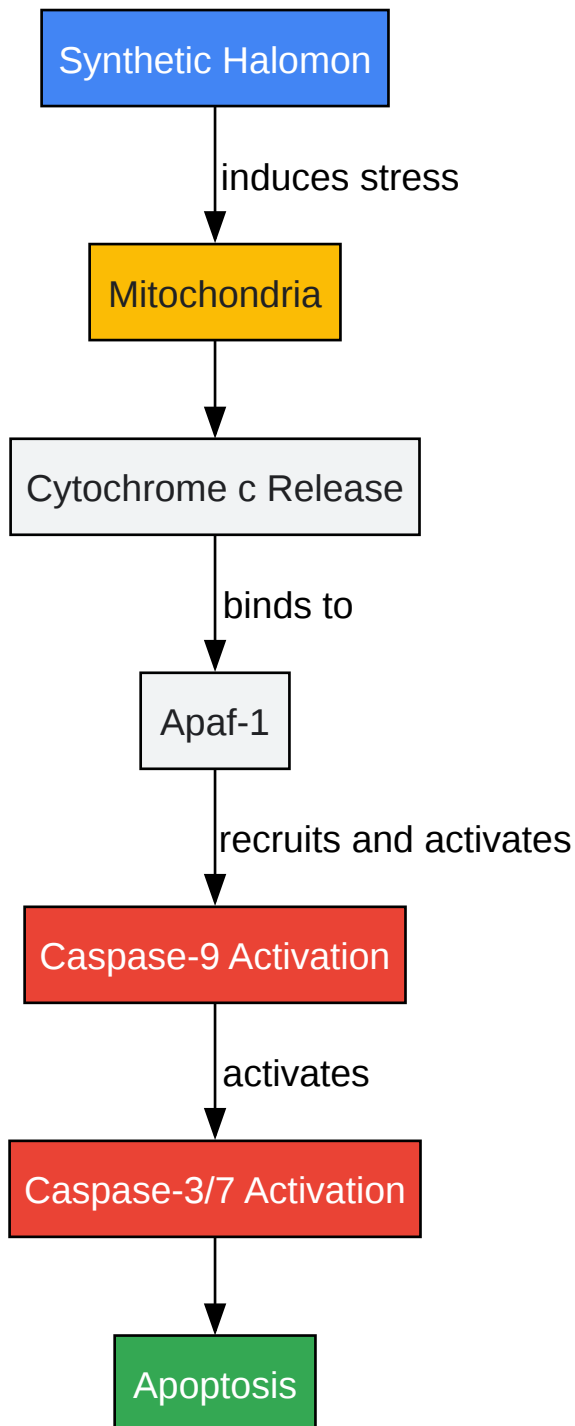 Synthetic Halomon
induces stress
Mitochondria
Cytochrome c Release
binds to
Apaf-1
recruits and activates
Caspase-9 Activation
activates
Caspase-3/7 Activation
Apoptosis